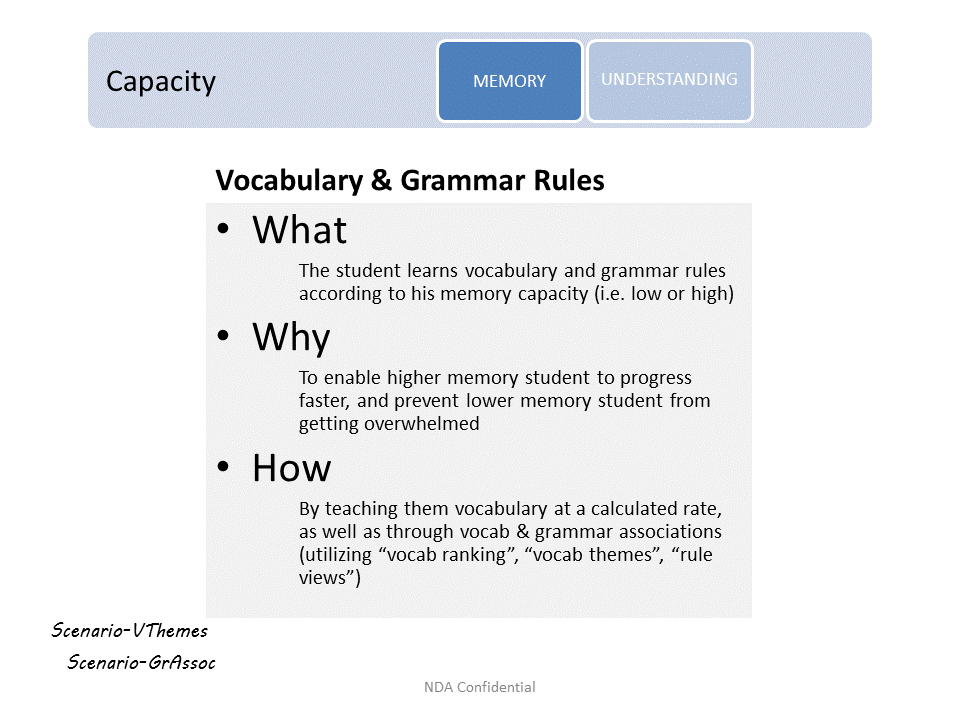 Capacity
MEMORY
UNDERSTANDING
Vocabulary & Grammar Rules
• What
The student learns vocabulary and grammar rules
according to his memory capacity (i.e. low or high)
• Why
To enable higher memory student to progress
faster, and prevent lower memory student from
getting overwhelmed
• How
By teaching them vocabulary at a calculated rate,
as well as through vocab & grammar associations
(utilizing “vocab ranking”, “vocab themes”, “rule
views”)
Scenario-VThemes
Scenario-GrAssoc
NDA Confidential